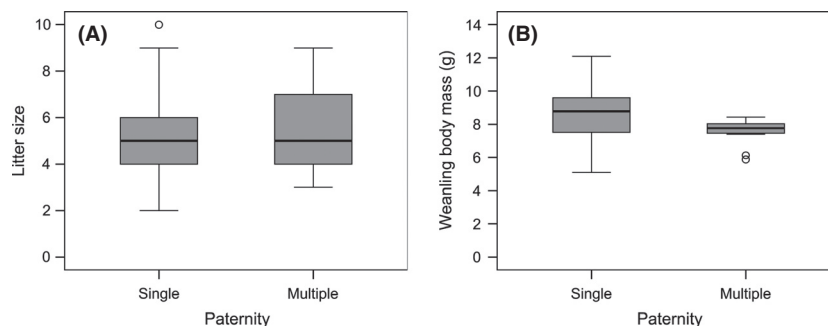 (A)
Litter size
10
8
6
4
2
0
Single
Multiple
Paternity
(B)
Weanling body mass (g)
14
12
10
8
6
4
2
0
Single
Multiple
Paternity